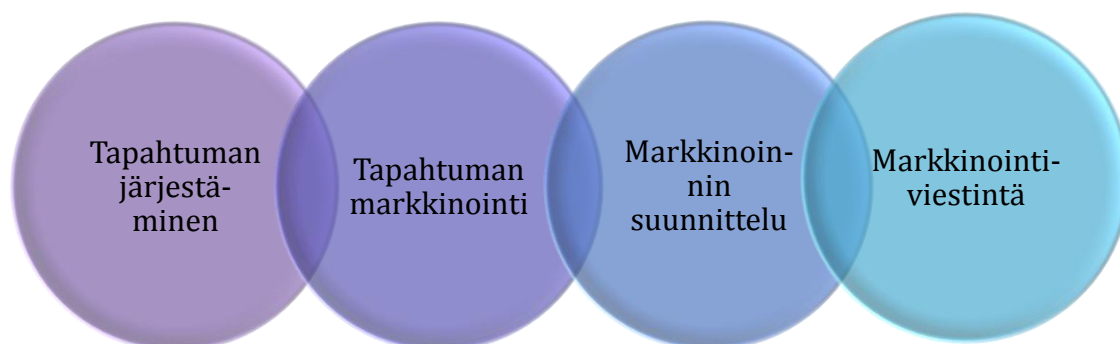 Tapahtuman
järjestä-
minen
Tapahtuman
markkinointi
Markkinoin-
nin
suunnittelu
Markkinointi-
viestintä